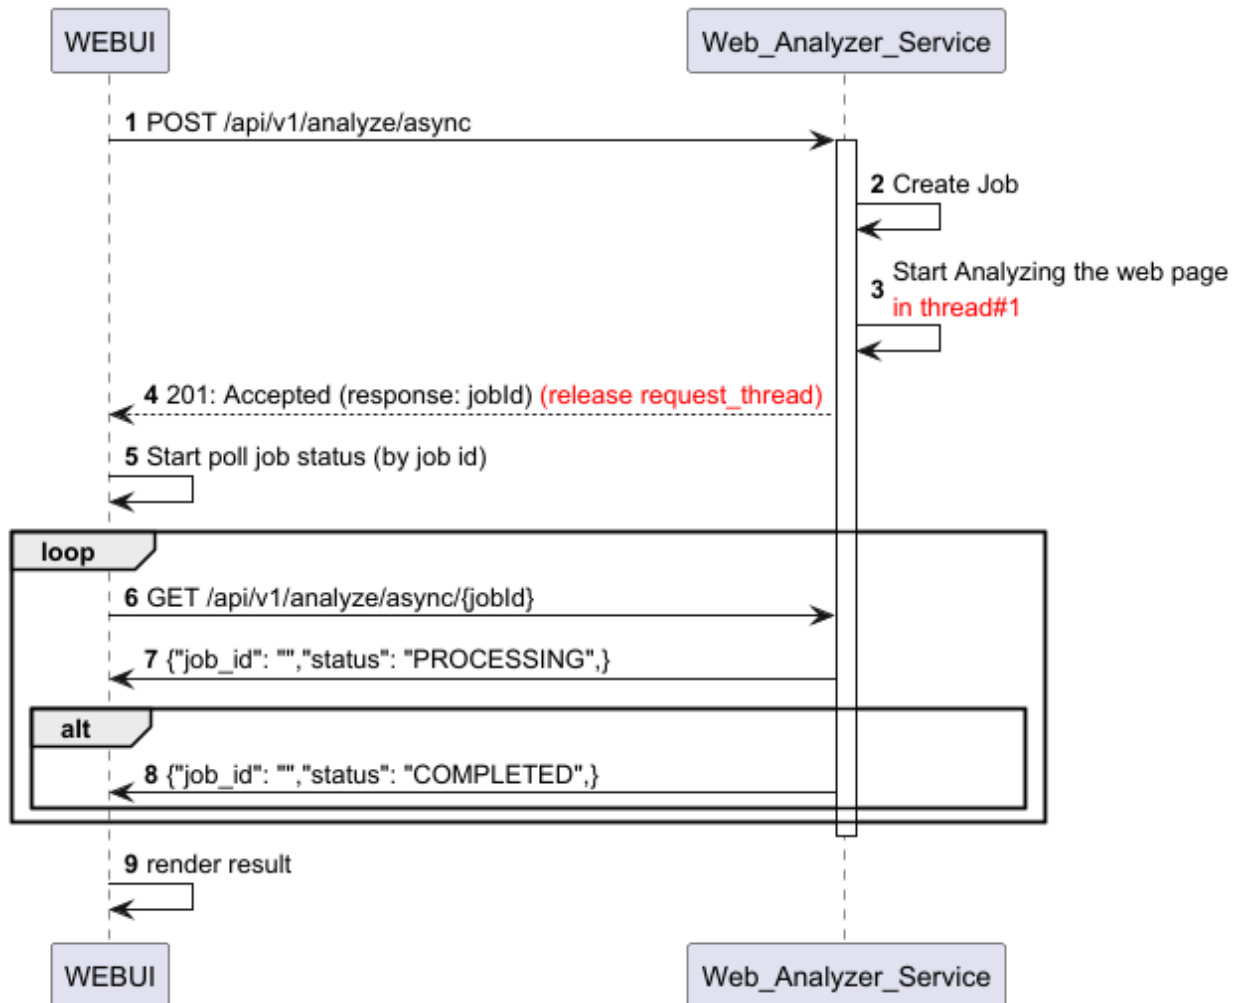 WEBUI
Web_Analyzer_Service
1 POST /api/v1/analyze/async
2 Create Job
3 Start Analyzing the web page
in thread#1
4 201: Accepted (response: jobId) (release request_thread)
5 Start poll job status (by job id)
loop
6 GET /api/v1/analyze/async/{jobId}
7 {"job_id": "","status": "PROCESSING",}
alt
8 {"job_id": "","status": "COMPLETED",}
9 render result
WEBUI
Web_Analyzer_Service